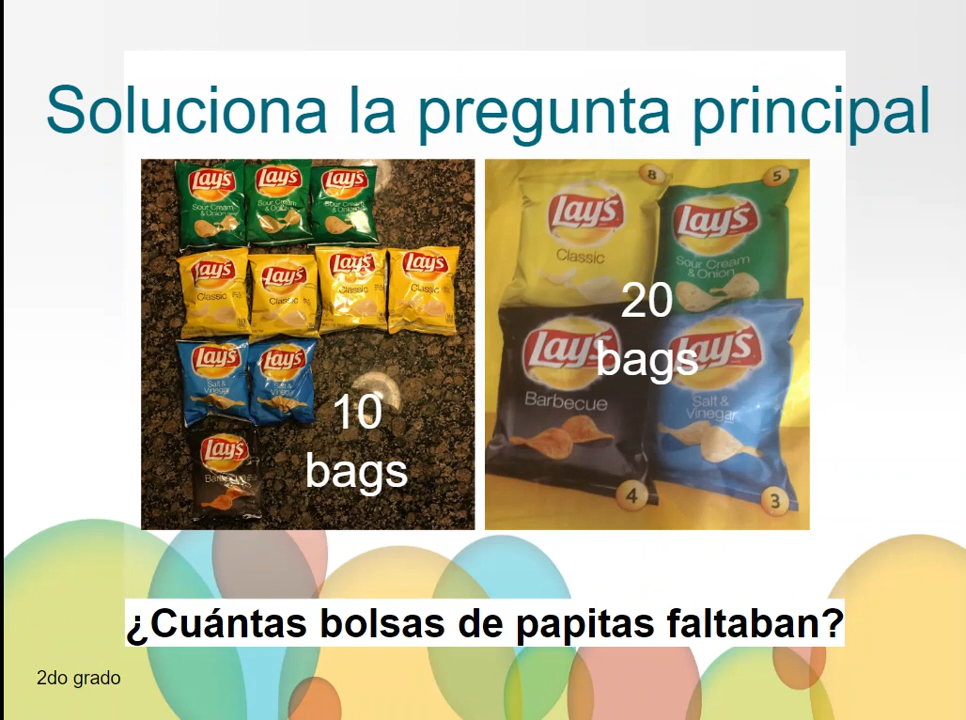 Soluciona la pregunta principal
Lay's
Sour Cream
& Onion
Lay's
Sour Cream
& Onion
Lay's
Sour Cream
& Onion
Lay's
Classic
Lay's
Classic
Lay's
Classic
Lay's
Classic
Lay's
Salt &
Vinegar
Lay's
Salt &
Vinegar
Lay's
10
bags
8
Lay's
Classic
5
Lay's
Sour Cream
& Onion
20
bags
Lay's
Barbecue
4
Lay's
Salt &
Vinegar
3
¿Cuántas bolsas de papitas faltaban?
2do grado